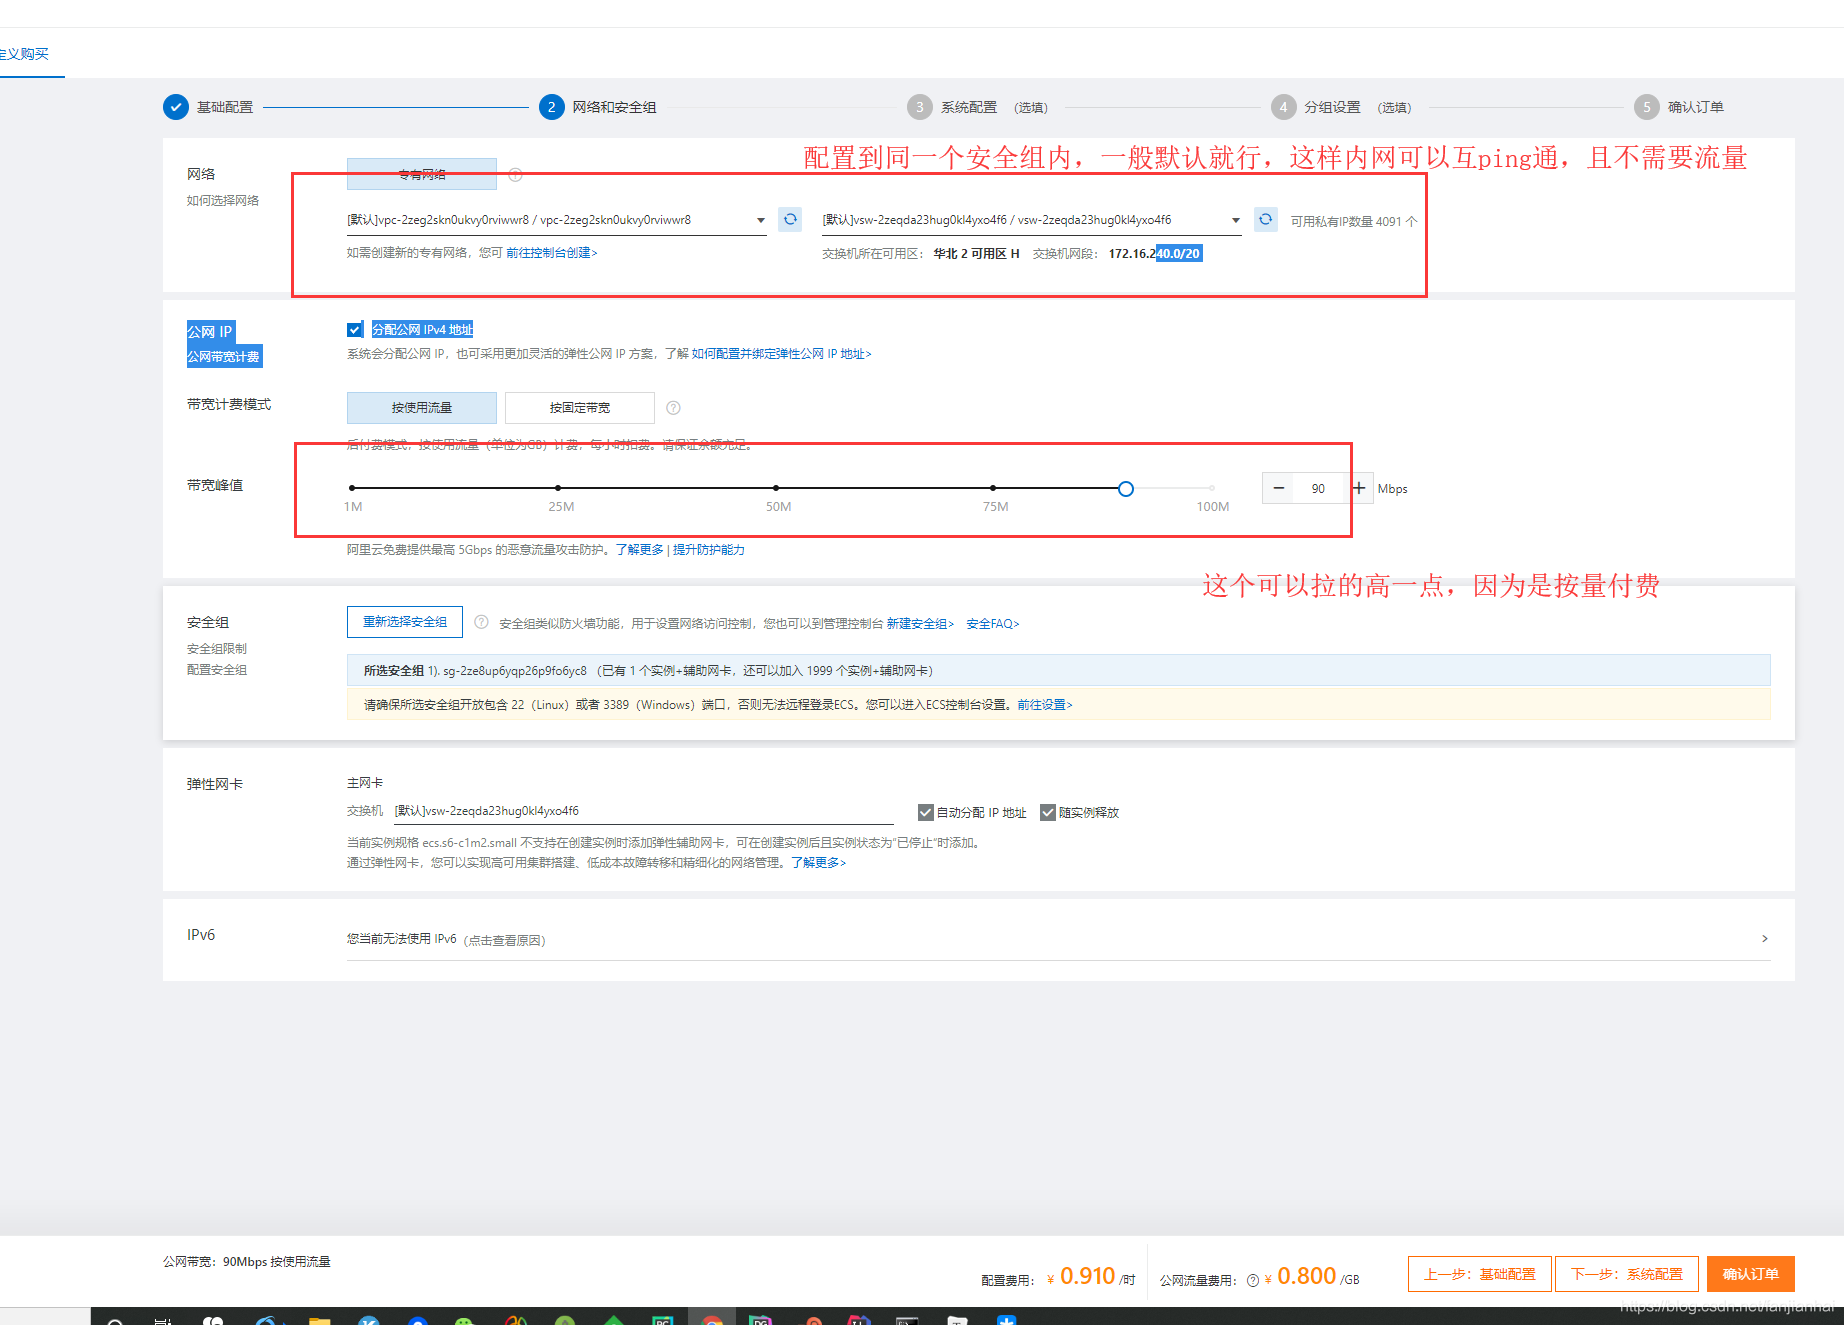 定义购买
基础配置
2 网络和安全组
3 系统配置 （选填）
4 分组设置 （选填）
5 确认订单
配置到同一个安全组内，一般默认就行，这样内网可以互ping通，且不需要流量
网络
如何选择网络
专有网络
[默认]vpc-2zeg2skn0ukvy0rviwwr8 / vpc-2zeg2skn0ukvy0rviwwr8
[默认]vsw-2zeqda23hug0kl4yxo4f6 / vsw-2zeqda23hug0kl4yxo4f6
可用私有IP数量 4091 个
如需创建新的专有网络，您可 前往控制台创建>
交换机所在可用区： 华北 2 可用区 H 交换机网段： 172.16.240.0/20
公网 IP
公网带宽计费
分配公网 IPv4 地址
系统会分配公网 IP，也可采用更加灵活的弹性公网 IP 方案，了解 如何配置并绑定弹性公网 IP 地址>
带宽计费模式
按使用流量 按固定带宽
后付费模式，按使用流量（单位为GB）计费，每小时扣费。请保证余额充足。
带宽峰值
1M 25M 50M 75M 100M
90 Mbps
阿里云免费提供最高 5Gbps 的恶意流量攻击防护。了解更多 | 提升防护能力
这个可以拉的高一点，因为是按量付费
安全组
安全组限制
配置安全组
重新选择安全组
安全组类似防火墙功能，用于设置网络访问控制，您也可以到管理控制台 新建安全组> 安全FAQ>
所选安全组 1). sg-2ze8up6yqp26p9fo6yc8 （已有 1 个实例+辅助网卡，还可以加入 1999 个实例+辅助网卡）
请确保所选安全组开放包含 22（Linux）或者 3389（Windows）端口，否则无法远程登录ECS。您可以进入ECS控制台设置。前往设置>
弹性网卡
主网卡
交换机 [默认]vsw-2zeqda23hug0kl4yxo4f6
自动分配 IP 地址 随实例释放
当前实例规格 ecs.s6-c1m2.small 不支持在创建实例时添加弹性辅助网卡，可在创建实例后且实例状态为"已停止"时添加。
通过弹性网卡，您可以实现高可用集群搭建、低成本故障转移和精细化的网络管理。了解更多>
IPv6
您当前无法使用 IPv6 (点击查看原因)
公网带宽：90Mbps 按使用流量
配置费用： ¥ 0.910 /时
公网流量费用： ¥ 0.800 /GB
上一步：基础配置
下一步：系统配置
确认订单
https://blog.csdn.net/lanjianhai